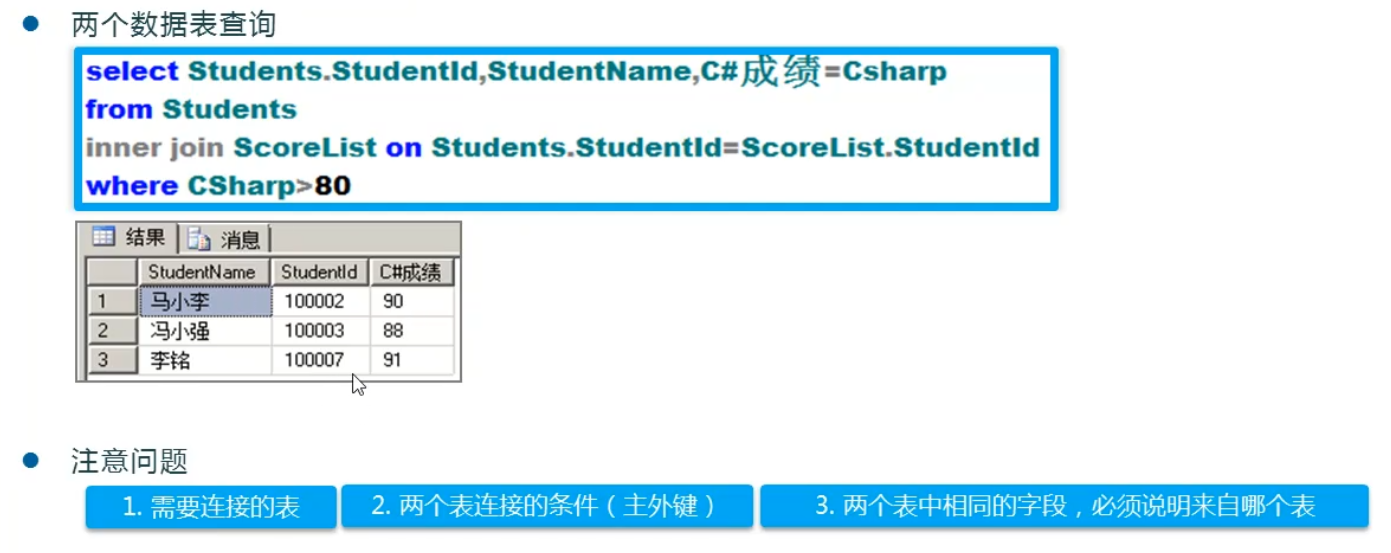 两个数据表查询
select Students.StudentId,StudentName,C#成绩=Csharp
from Students
inner join ScoreList on Students.StudentId=ScoreList.StudentId
where CSharp>80
结果 消息
StudentName StudentId C#成绩
1 马小李 100002 90
2 冯小强 100003 88
3 李铭 100007 91
注意问题
1. 需要连接的表 2. 两个表连接的条件（主外键） 3. 两个表中相同的字段，必须说明来自哪个表